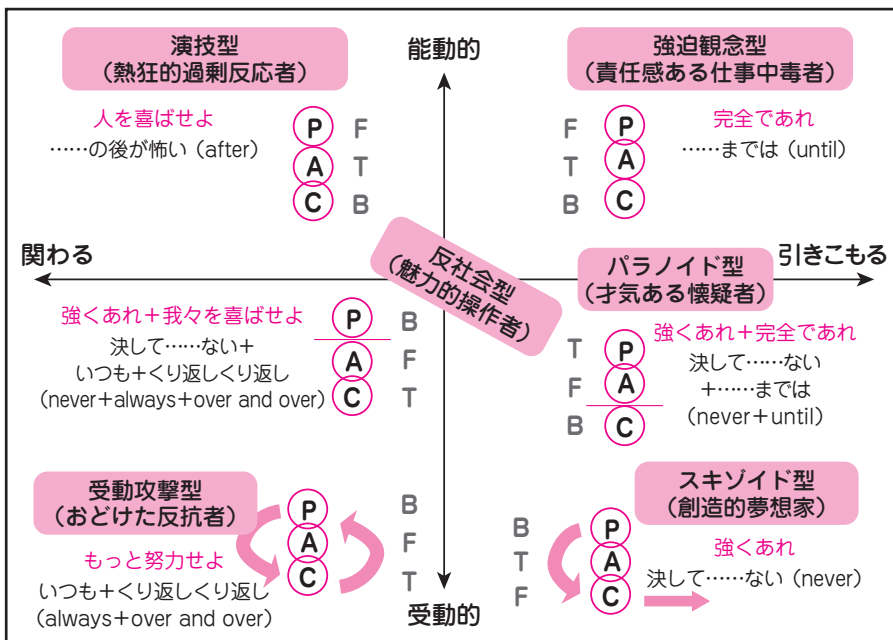 演技型
(熱狂的過剰反応者)
能動的
強迫観念型
(責任感ある仕事中毒者)
人を喜ばせよ
……の後が怖い (after)
P F
A T
C B
F P
T A
B C
完全であれ
……までは (until)
関わる
反社会型
(魅力的操作者)
パラノイド型
(才気ある懐疑者)
引きこもる
強くあれ+我々を喜ばせよ
決して……ない+
いつも+くり返しくり返し
(never+always+over and over)
P B
A F
C T
T P
F A
B C
強くあれ+完全であれ
決して……ない
+……までは
(never+until)
受動攻撃型
(おどけた反抗者)
もっと努力せよ
いつも+くり返しくり返し
(always+over and over)
P B
A F
C T
受動的
スキゾイド型
(創造的夢想家)
B P
T A
F C
強くあれ
決して……ない (never)